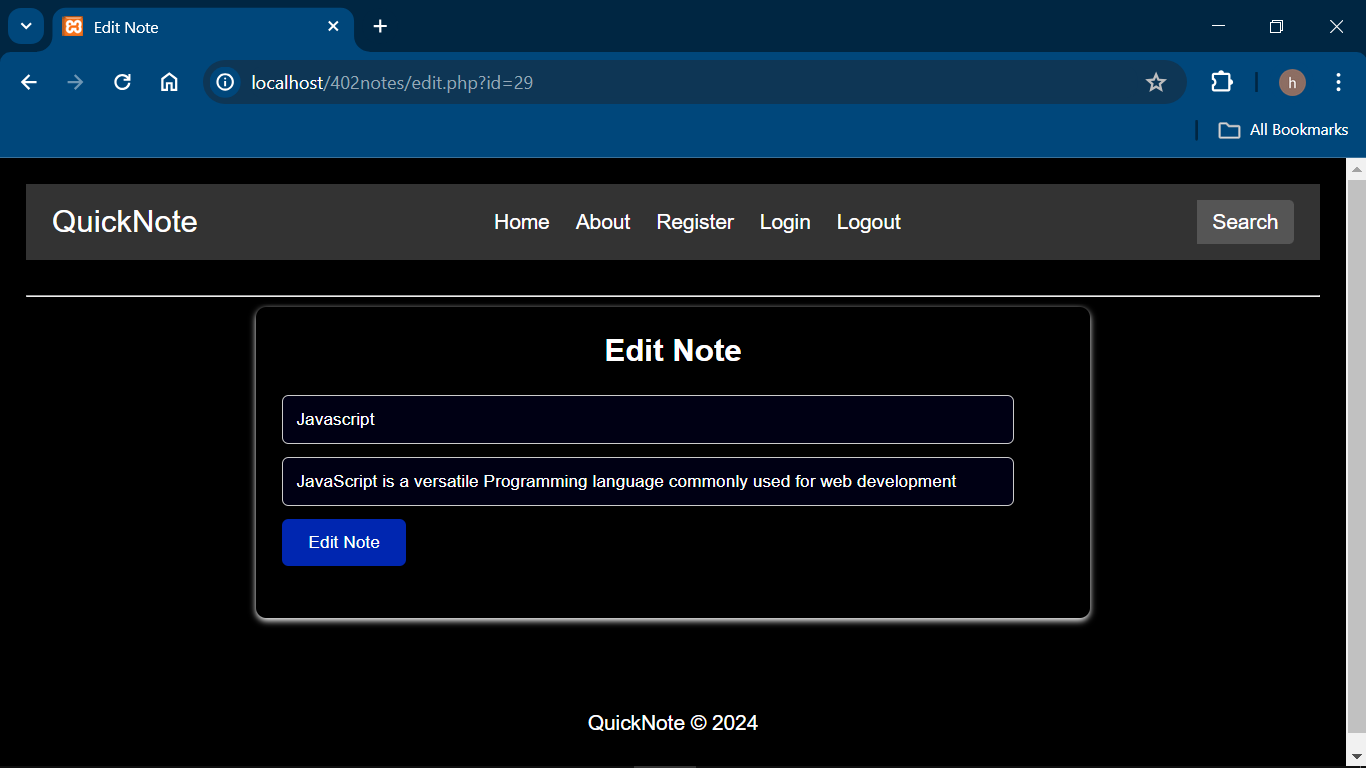 Edit Note
localhost/402notes/edit.php?id=29
h
All Bookmarks
QuickNote Home About Register Login Logout Search
Edit Note
Javascript
JavaScript is a versatile Programming language commonly used for web development
Edit Note
QuickNote © 2024